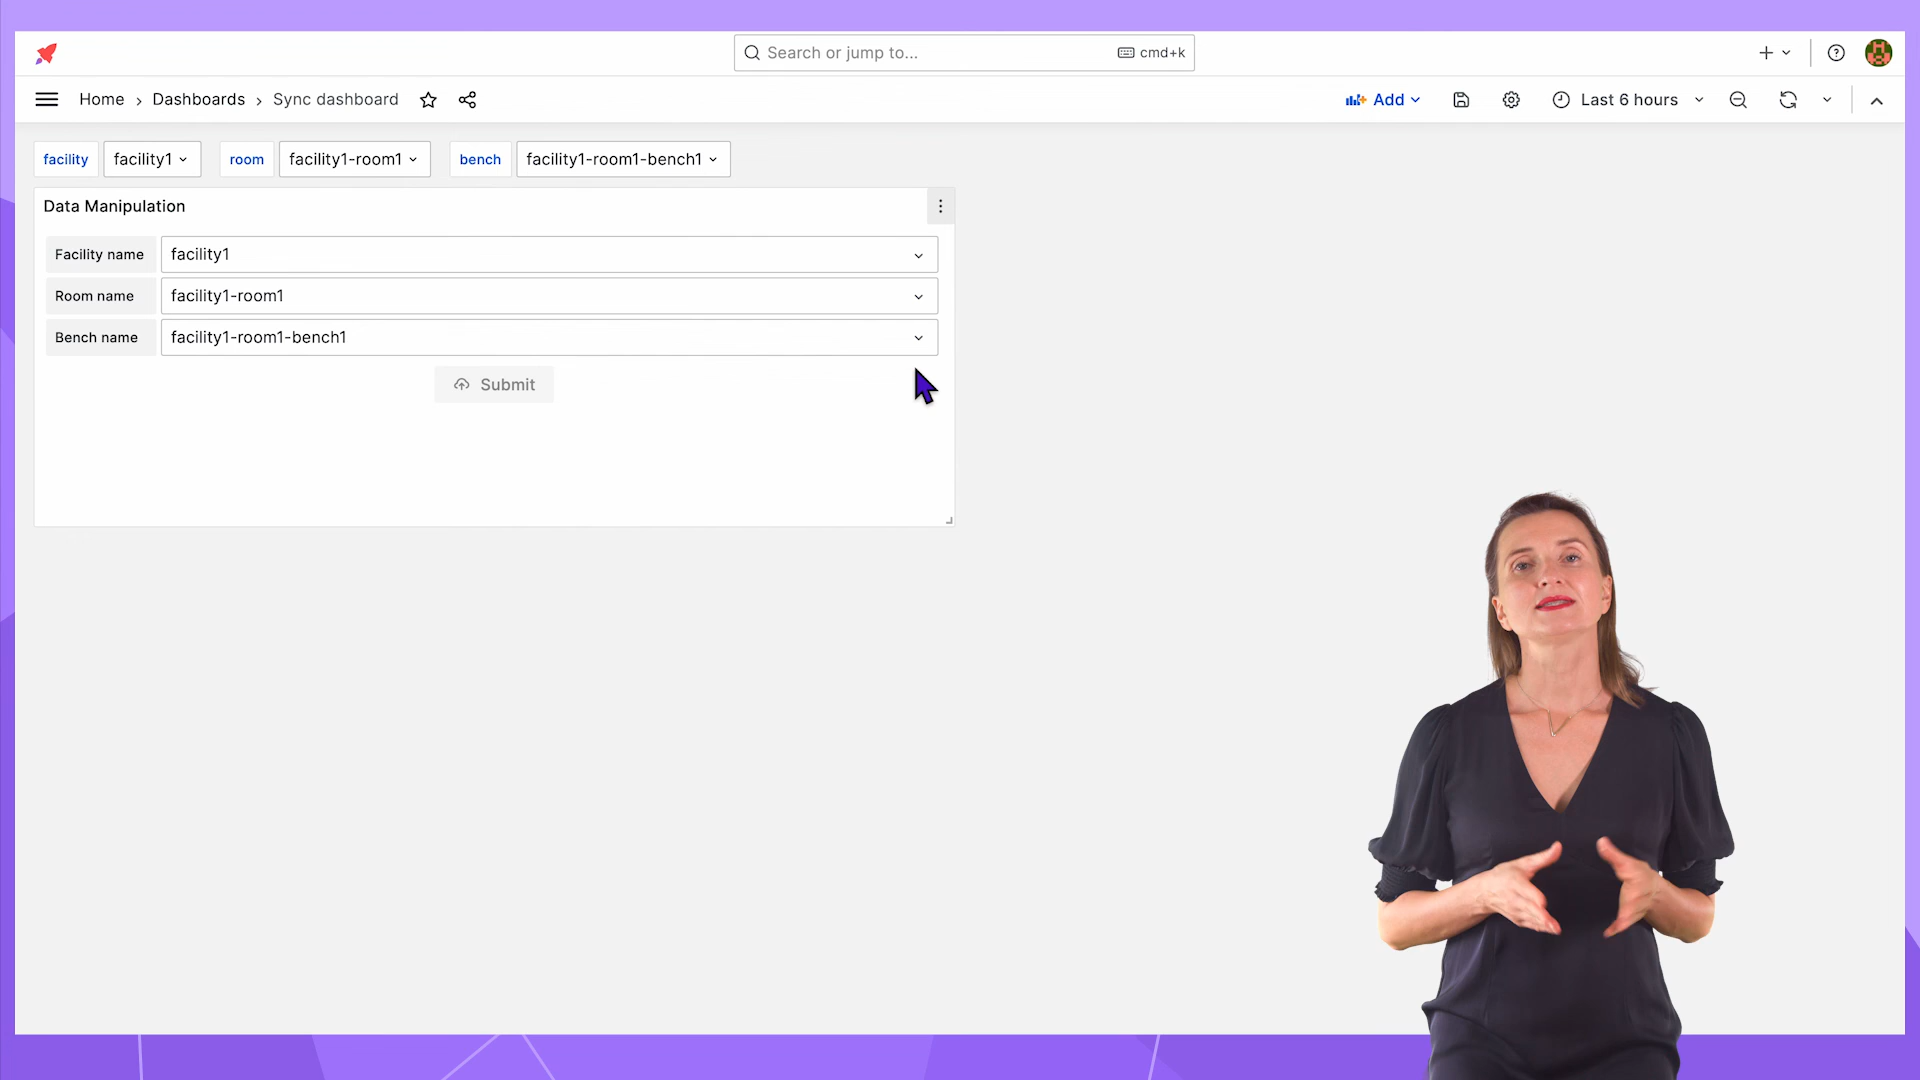 Search or jump to... cmd+k
Home › Dashboards › Sync dashboard
Add
Last 6 hours
facility facility1 room facility1-room1 bench facility1-room1-bench1
Data Manipulation
Facility name facility1
Room name facility1-room1
Bench name facility1-room1-bench1
Submit